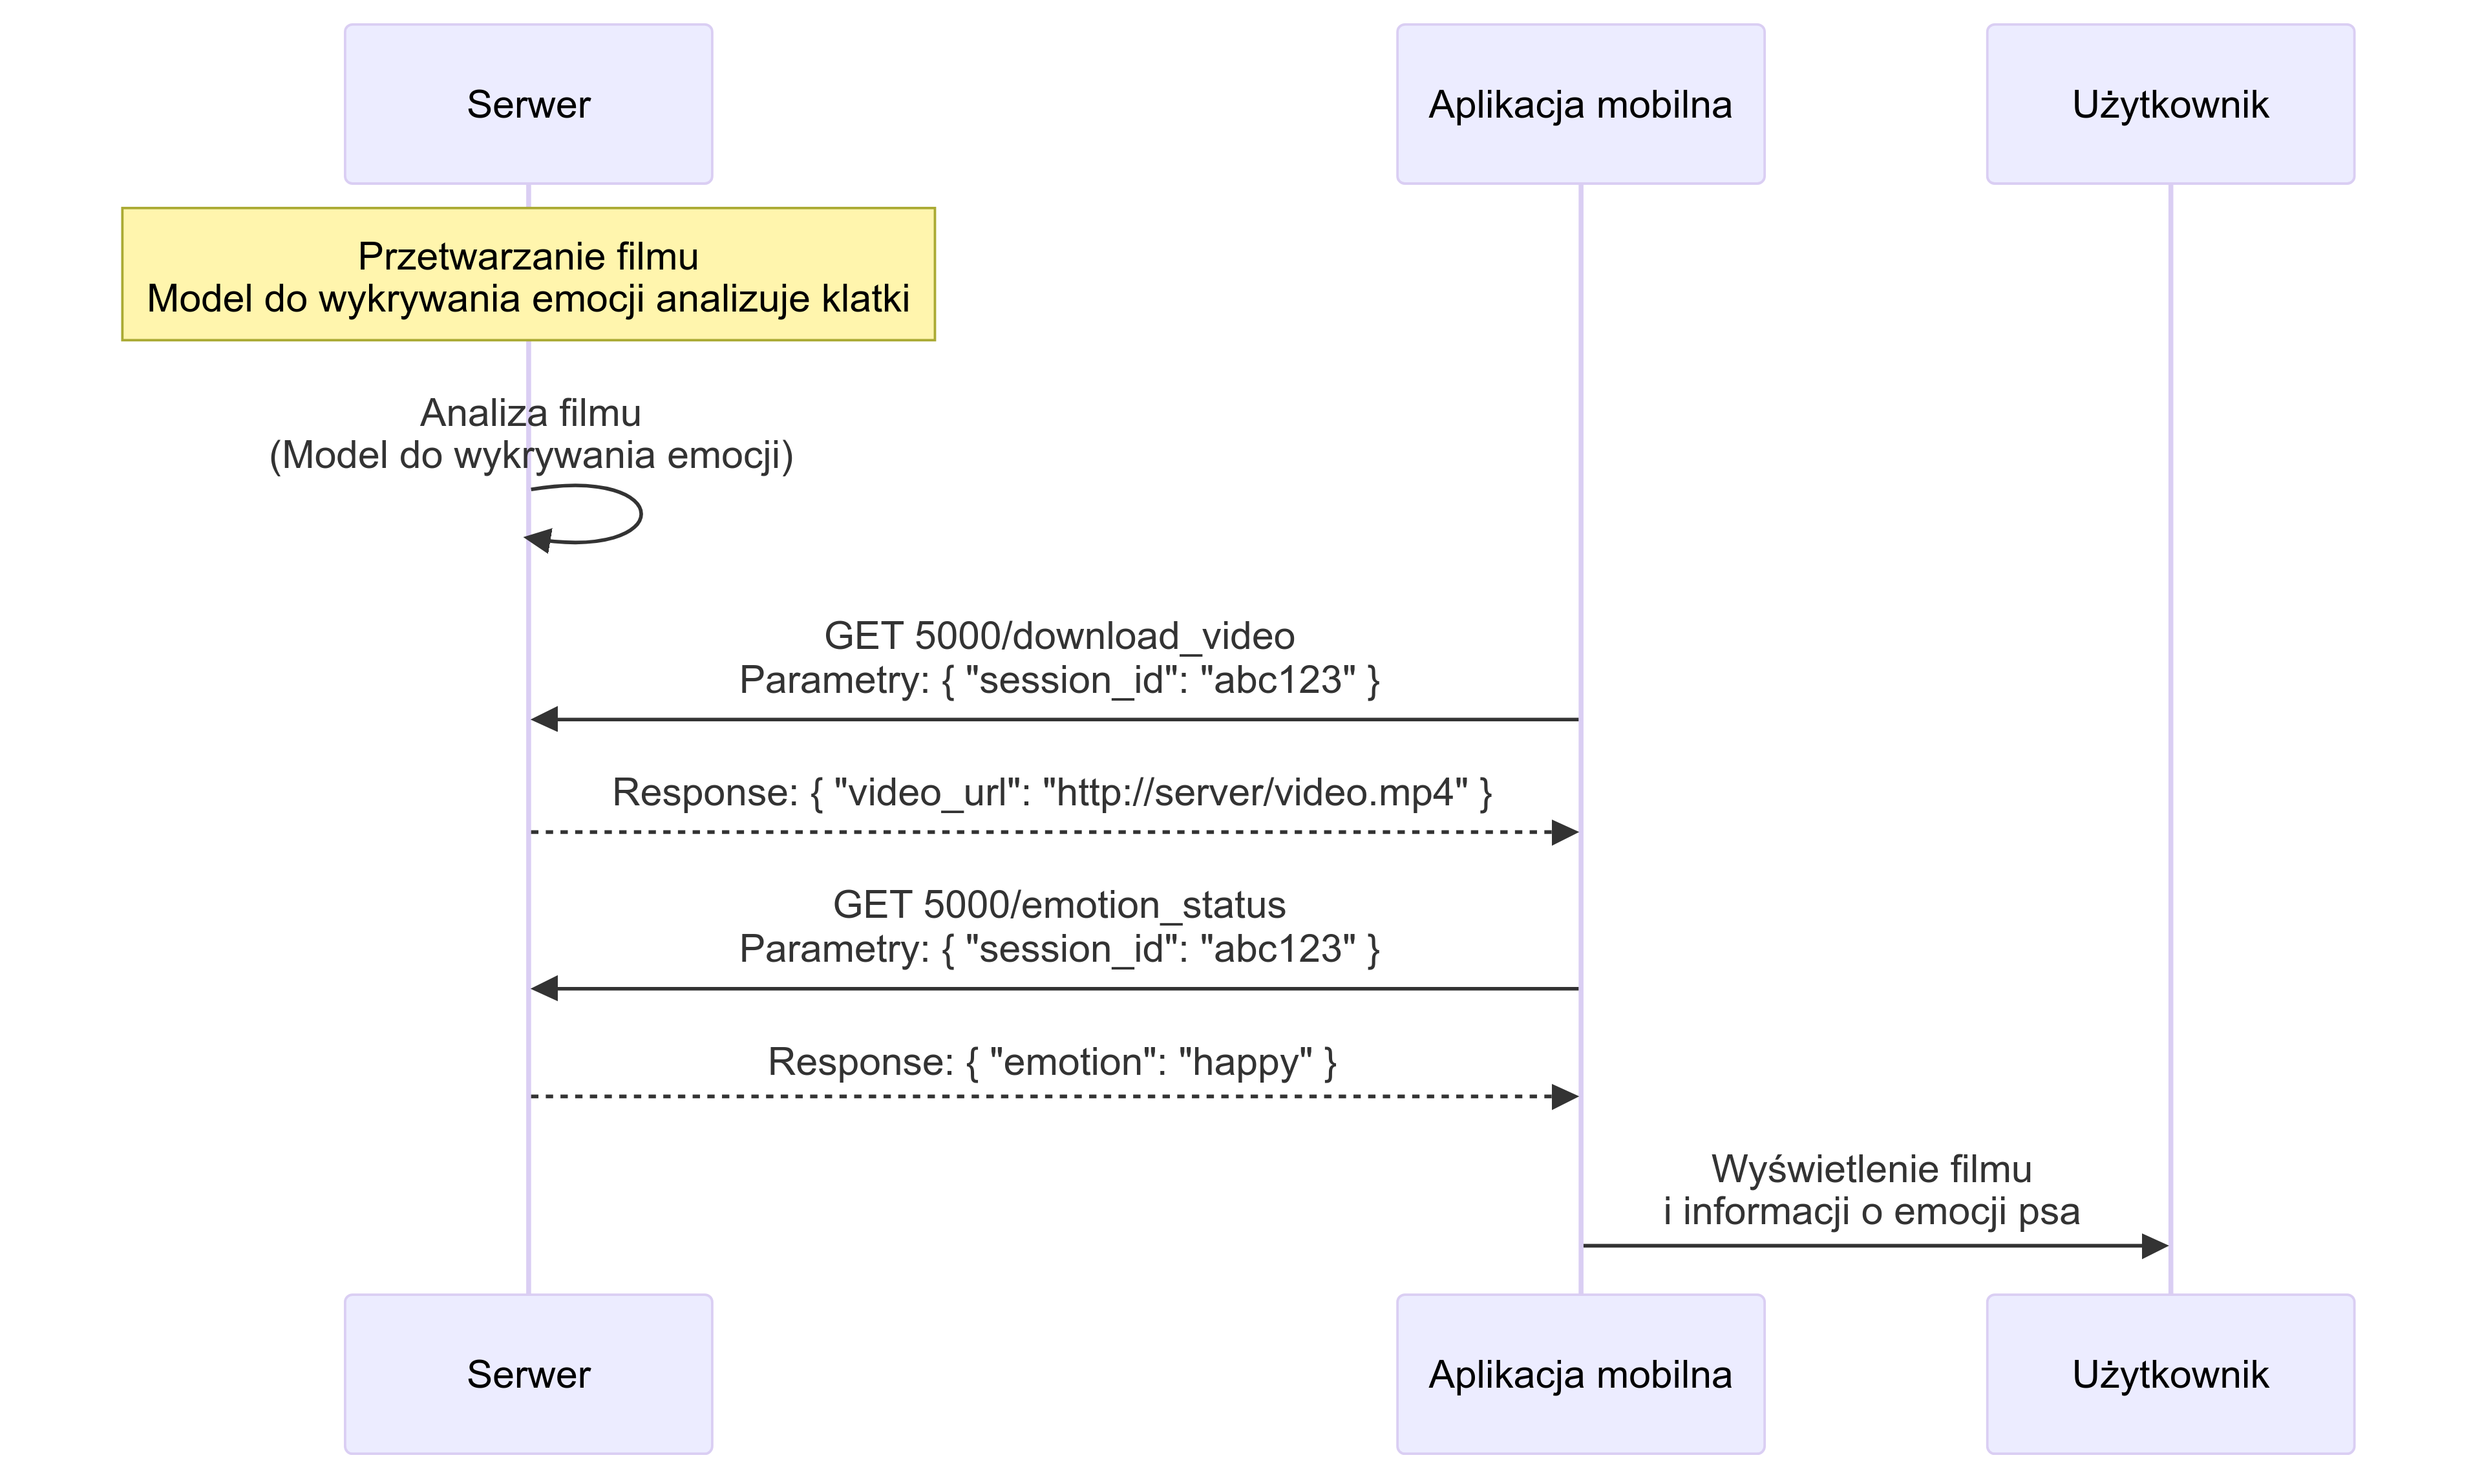 Serwer
Aplikacja mobilna
Użytkownik
Przetwarzanie filmu
Model do wykrywania emocji analizuje klatki
Analiza filmu
(Model do wykrywania emocji)
GET 5000/download_video
Parametry: { "session_id": "abc123" }
Response: { "video_url": "http://server/video.mp4" }
GET 5000/emotion_status
Parametry: { "session_id": "abc123" }
Response: { "emotion": "happy" }
Wyświetlenie filmu
i informacji o emocji psa
Serwer
Aplikacja mobilna
Użytkownik